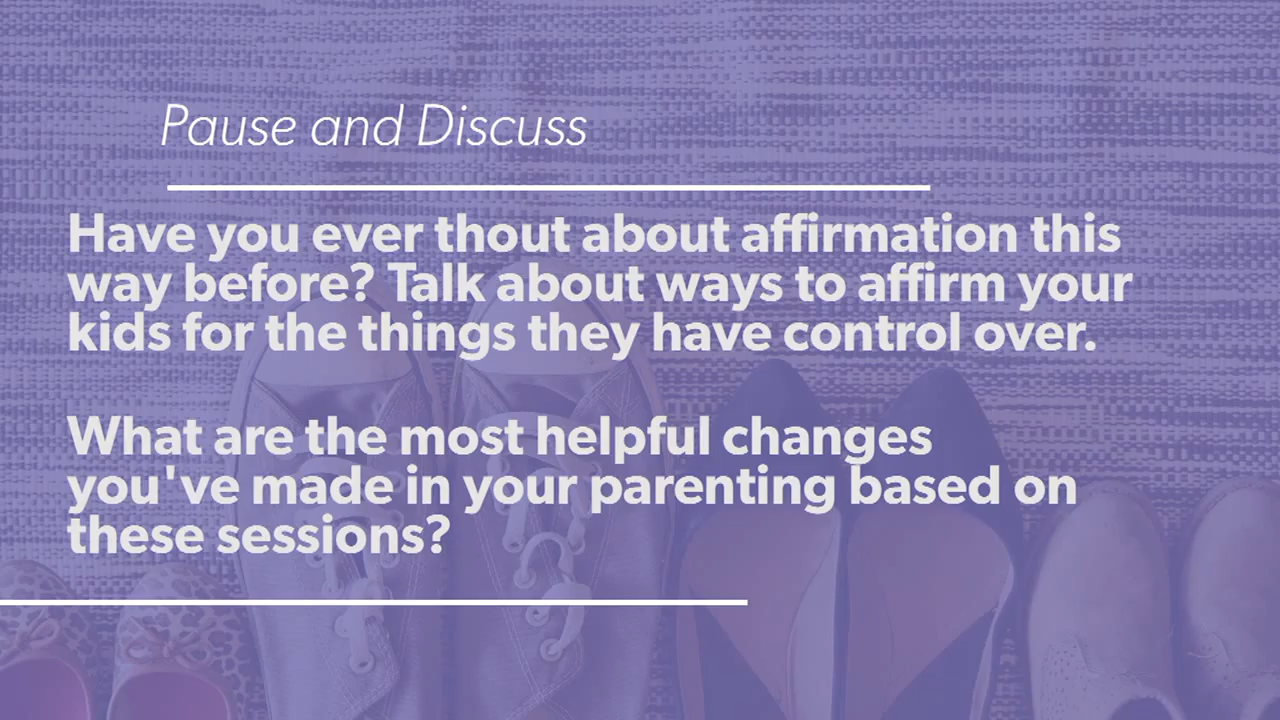 Pause and Discuss
Have you ever thout about affirmation this
way before? Talk about ways to affirm your
kids for the things they have control over.
What are the most helpful changes
you've made in your parenting based on
these sessions?